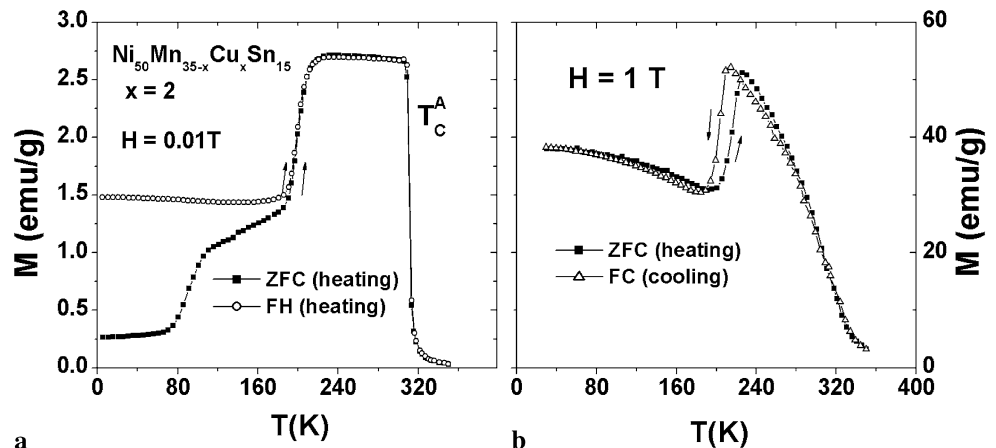 3.0
2.5
2.0
1.5
1.0
0.5
0.0
M (emu/g)
Ni50Mn35-xCuxSn15
x = 2
H = 0.01T
T_C^A
ZFC (heating)
FH (heating)
0 80 160 240 320
T(K)
a
H = 1 T
ZFC (heating)
FC (cooling)
60
40
20
0
M (emu/g)
0 80 160 240 320 400
T(K)
b